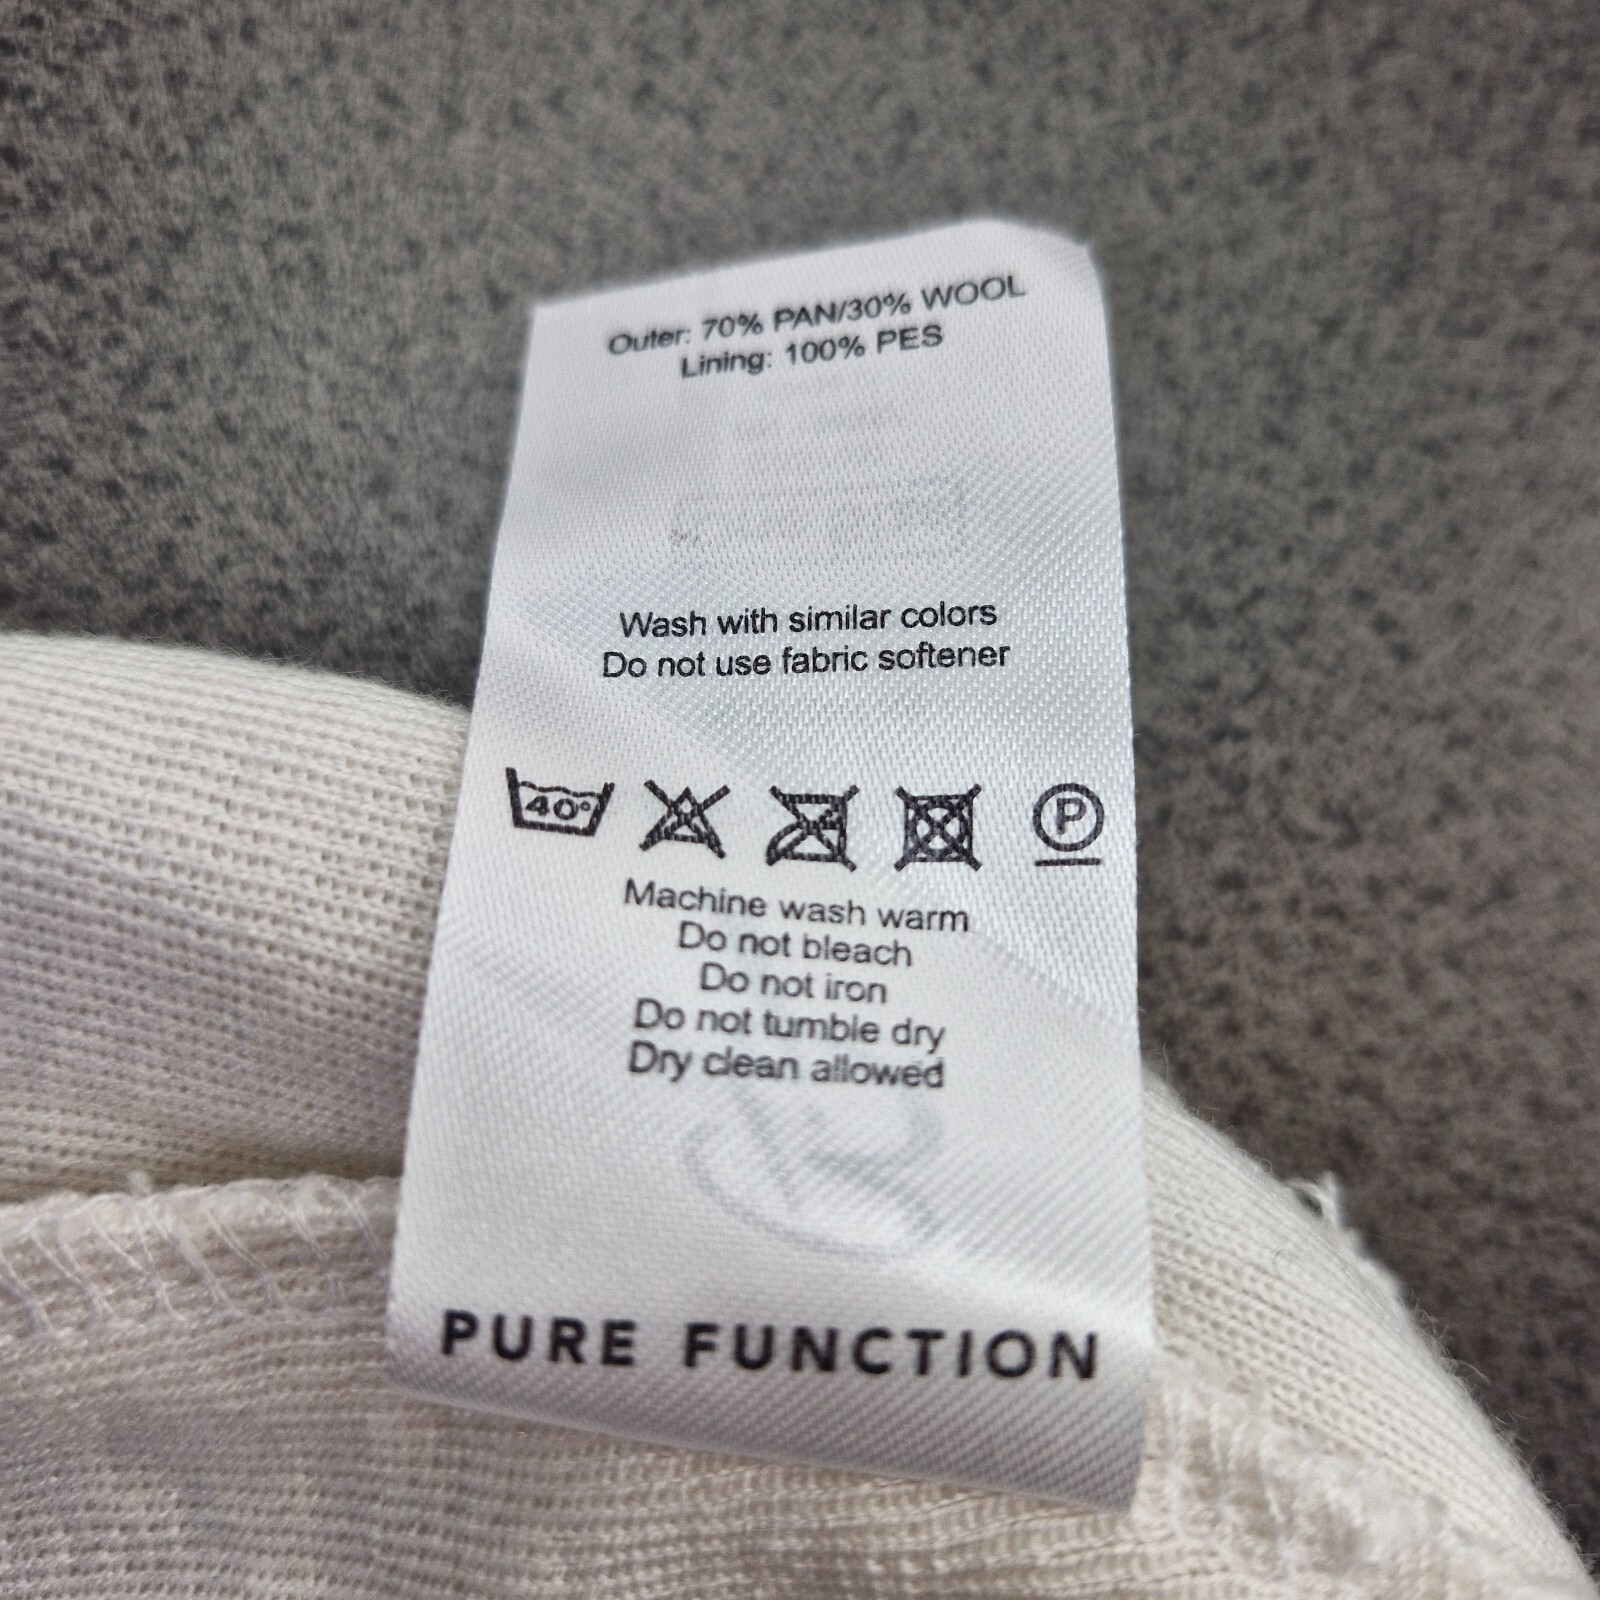 Outer: 70% PAN/30% WOOL
Lining: 100% PES
Wash with similar colors
Do not use fabric softener
40° P
Machine wash warm
Do not bleach
Do not iron
Do not tumble dry
Dry clean allowed
PURE FUNCTION